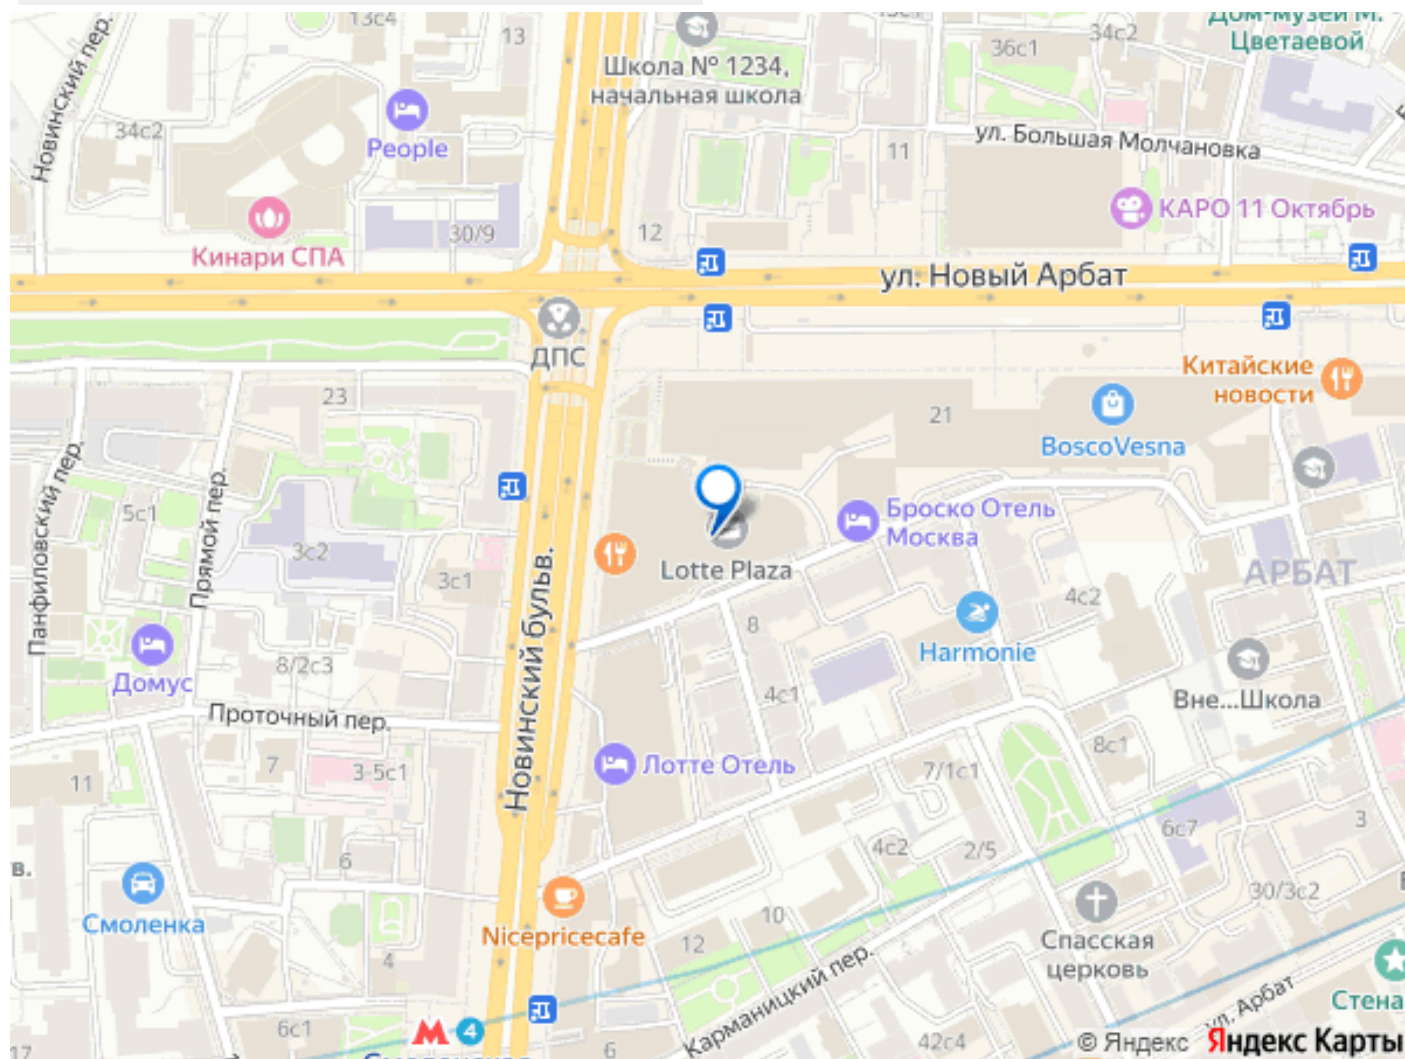 13с4
13
Новинский пер.
Школа № 1234,
начальная школа
36с1
34с2
Дом-музей М.
Цветаевой
34с2
People
11
ул. Большая Молчановка
КАРО 11 Октябрь
30/9
12
Кинари СПА
ул. Новый Арбат
ДПС
Китайские
новости
23
21
BoscoVesna
Панфиловский пер.
Прямой пер.
5с1
3с2
3с1
Новинский бульв.
Броско Отель
Москва
Lotte Plaza
АРБАТ
4с2
8
Harmonie
8/2с3
Домус
4с1
Вне...Школа
Проточный пер.
8с1
11
7
3-5с1
Лотте Отель
7/1с1
6с7
3
4с2
2/5
6
в.
Смоленка
30/3с2
10
Nicepricecafe
12
Спасская
церковь
4
Карманицкий пер.
ул. Арбат
Стена
6с1
М 4
17
6
42с4
© Яндекс Яндекс Карты